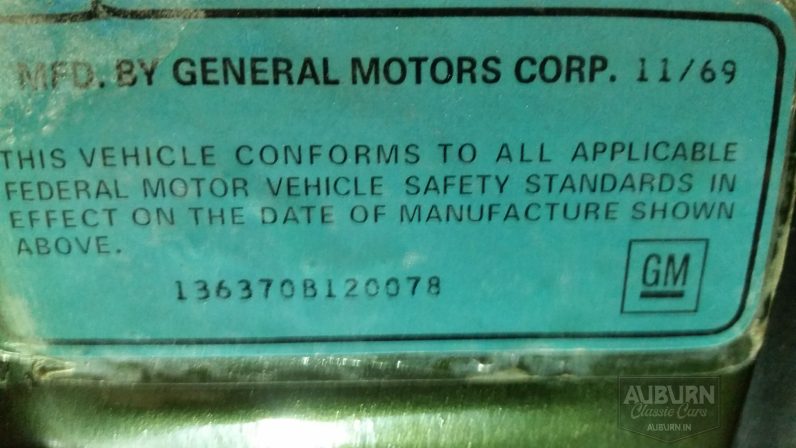 MFD. BY GENERAL MOTORS CORP. 11/69
THIS VEHICLE CONFORMS TO ALL APPLICABLE
FEDERAL MOTOR VEHICLE SAFETY STANDARDS IN
EFFECT ON THE DATE OF MANUFACTURE SHOWN
ABOVE.
136370B120078
GM
AUBURN
Classic Cars
AUBURN.IN